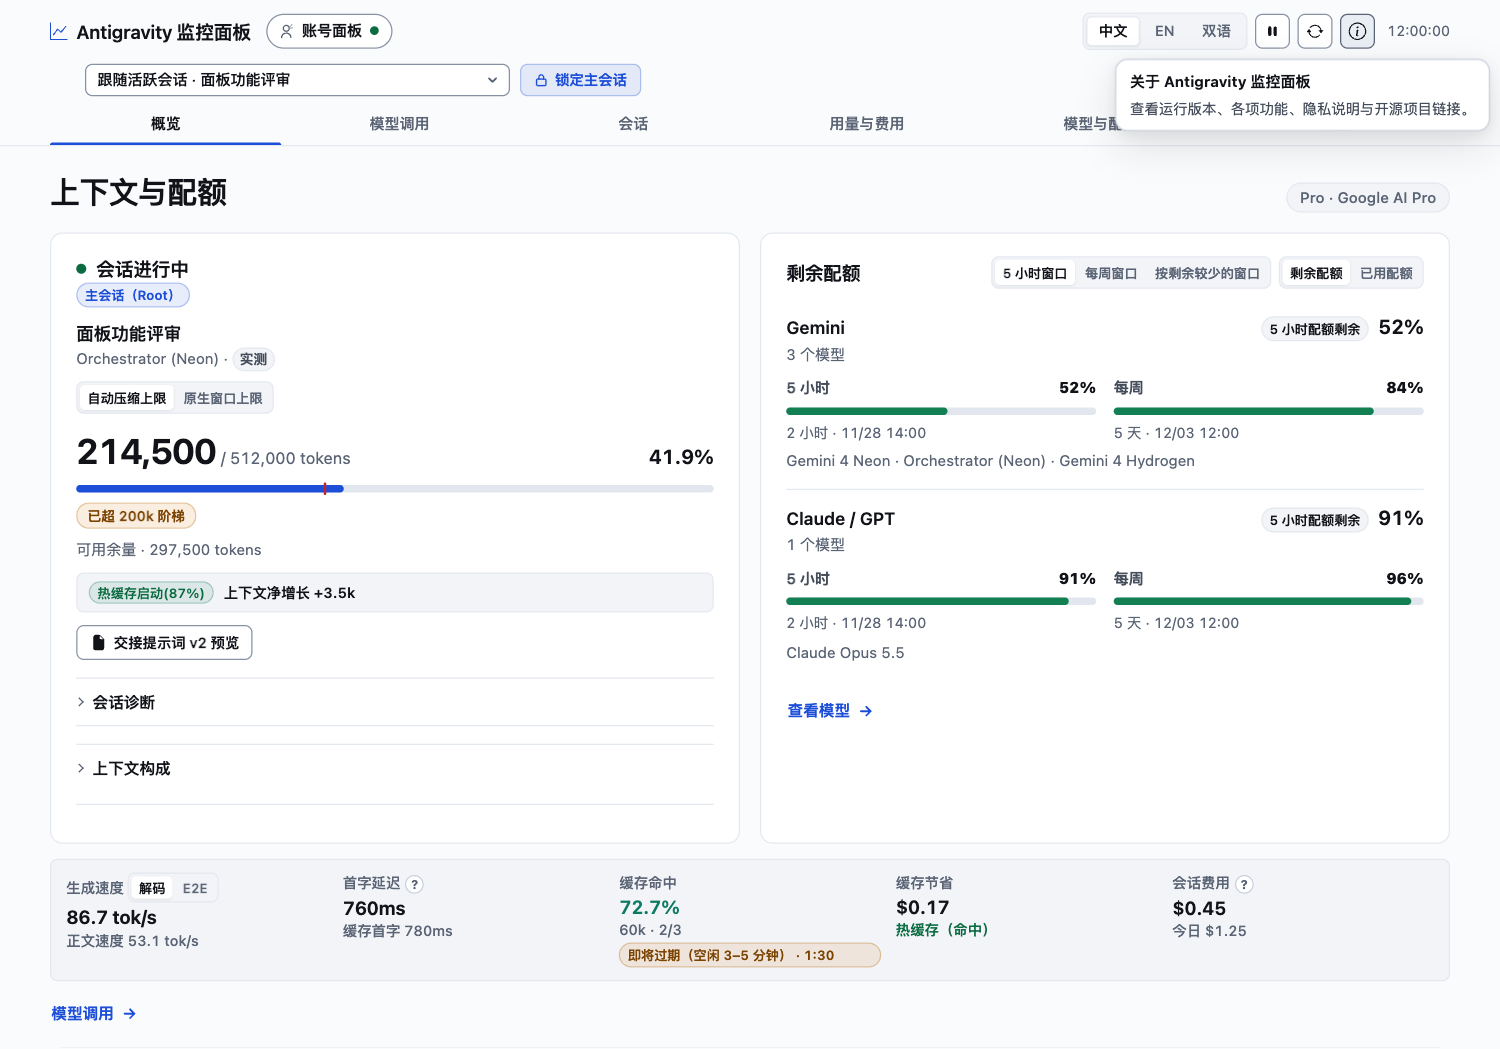 Antigravity 监控面板
账号面板
中文 EN 双语
12:00:00
跟随活跃会话 · 面板功能评审
锁定主会话
关于 Antigravity 监控面板
查看运行版本、各项功能、隐私说明与开源项目链接。
概览 模型调用 会话 用量与费用 模型与配
上下文与配额
Pro · Google AI Pro
会话进行中
主会话（Root）
面板功能评审
Orchestrator (Neon) · 实测
自动压缩上限 原生窗口上限
214,500 / 512,000 tokens 41.9%
已超 200k 阶梯
可用余量 · 297,500 tokens
热缓存启动(87%) 上下文净增长 +3.5k
交接提示词 v2 预览
会话诊断
上下文构成
剩余配额
5 小时窗口 每周窗口 按剩余较少的窗口
剩余配额 已用配额
Gemini 5 小时配额剩余 52%
3 个模型
5 小时 52% 每周 84%
2 小时 · 11/28 14:00 5 天 · 12/03 12:00
Gemini 4 Neon · Orchestrator (Neon) · Gemini 4 Hydrogen
Claude / GPT 5 小时配额剩余 91%
1 个模型
5 小时 91% 每周 96%
2 小时 · 11/28 14:00 5 天 · 12/03 12:00
Claude Opus 5.5
查看模型 →
生成速度 解码 E2E
86.7 tok/s
正文速度 53.1 tok/s
首字延迟 ?
760ms
缓存首字 780ms
缓存命中
72.7%
60k · 2/3
即将过期（空闲 3–5 分钟） · 1:30
缓存节省
$0.17
热缓存（命中）
会话费用 ?
$0.45
今日 $1.25
模型调用 →